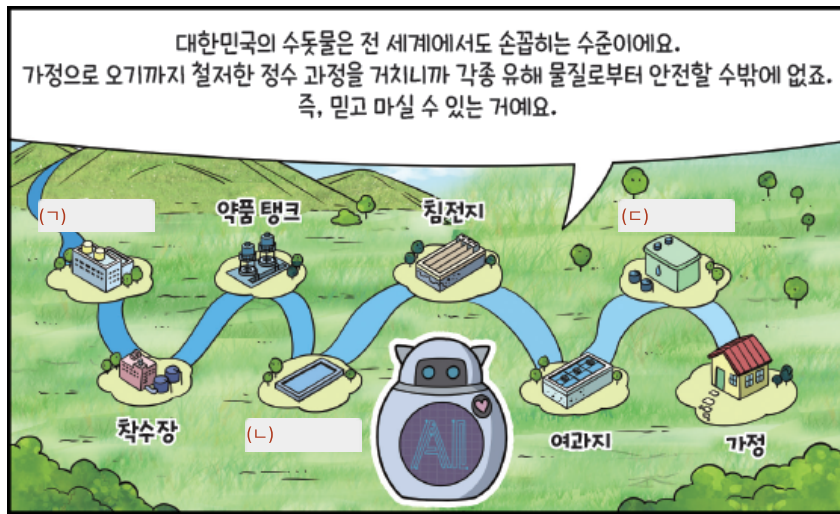 대한민국의 수돗물은 전 세계에서도 손꼽히는 수준이에요.
가정으로 오기까지 철저한 정수 과정을 거치니까 각종 유해 물질로부터 안전할 수밖에 없죠.
즉, 믿고 마실 수 있는 거예요.
(ㄱ)
약품 탱크
침전지
(ㄷ)
착수장
(ㄴ)
AI
여과지
가정